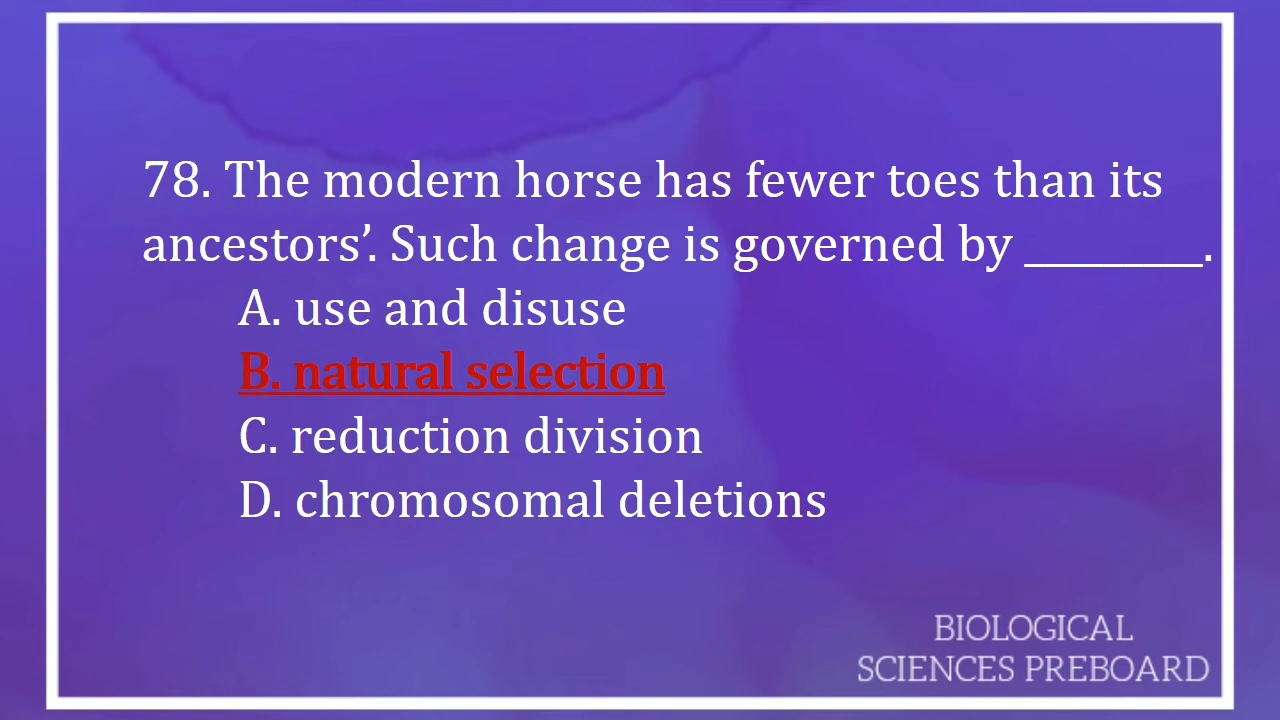 78. The modern horse has fewer toes than its
ancestors’. Such change is governed by ________.
A. use and disuse
B. natural selection
C. reduction division
D. chromosomal deletions
BIOLOGICAL
SCIENCES PREBOARD